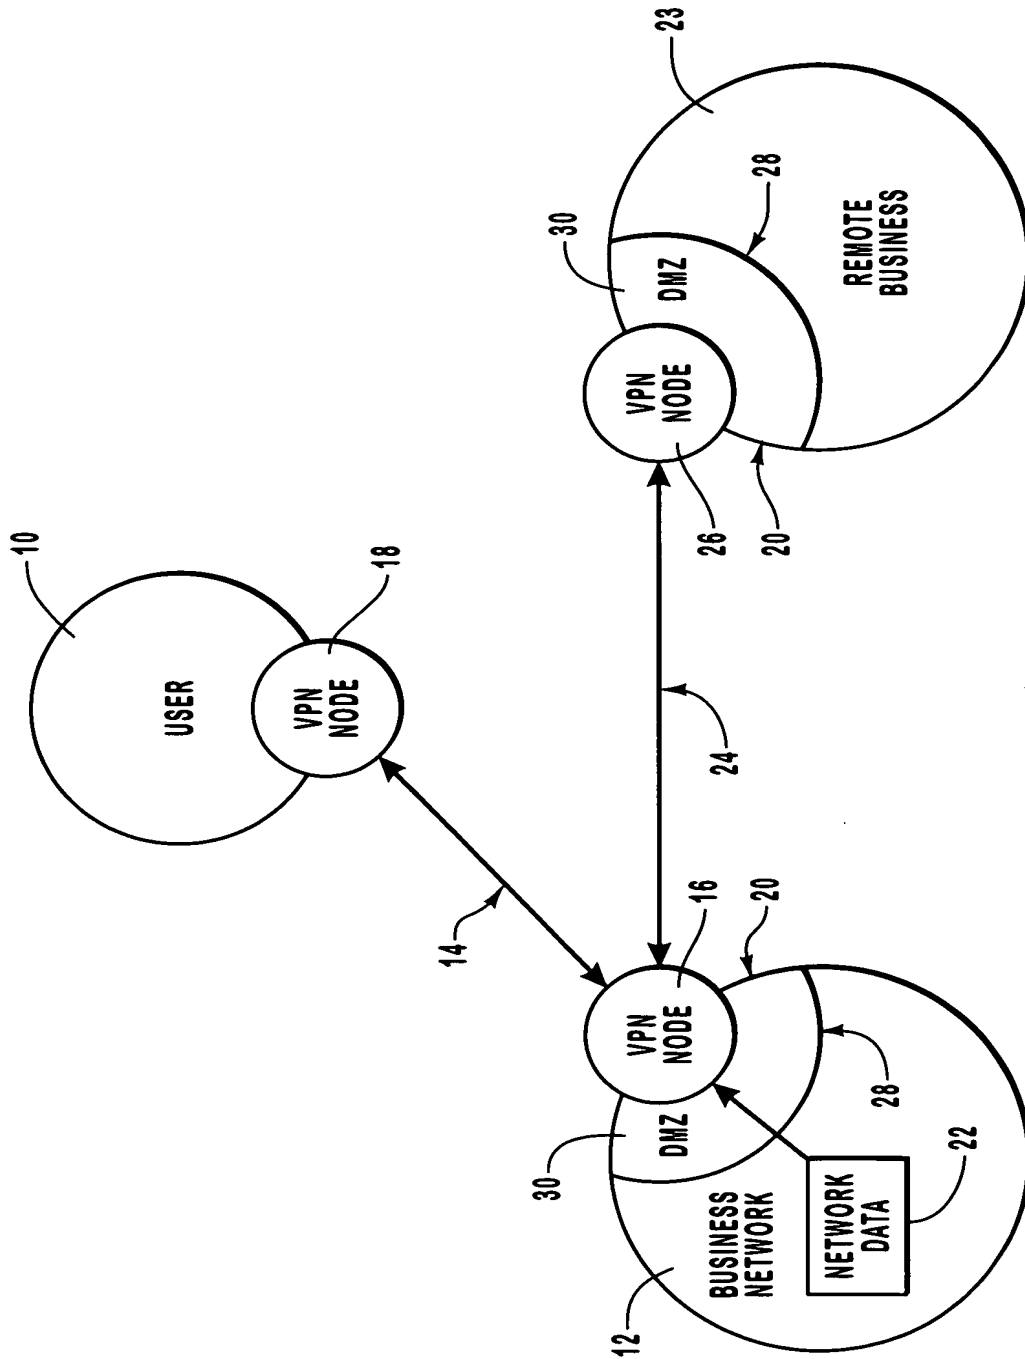 10
USER
VPN
NODE
18
14
30
VPN
NODE
16
DMZ
20
12
BUSINESS
NETWORK
NETWORK
DATA
28
22
24
30
23
VPN
NODE
DMZ
28
26
20
REMOTE
BUSINESS